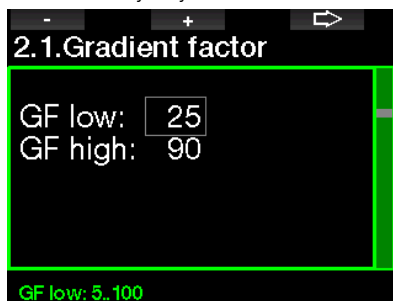 - + ⇨
2.1.Gradient factor
GF low: 25
GF high: 90
GF low: 5..100